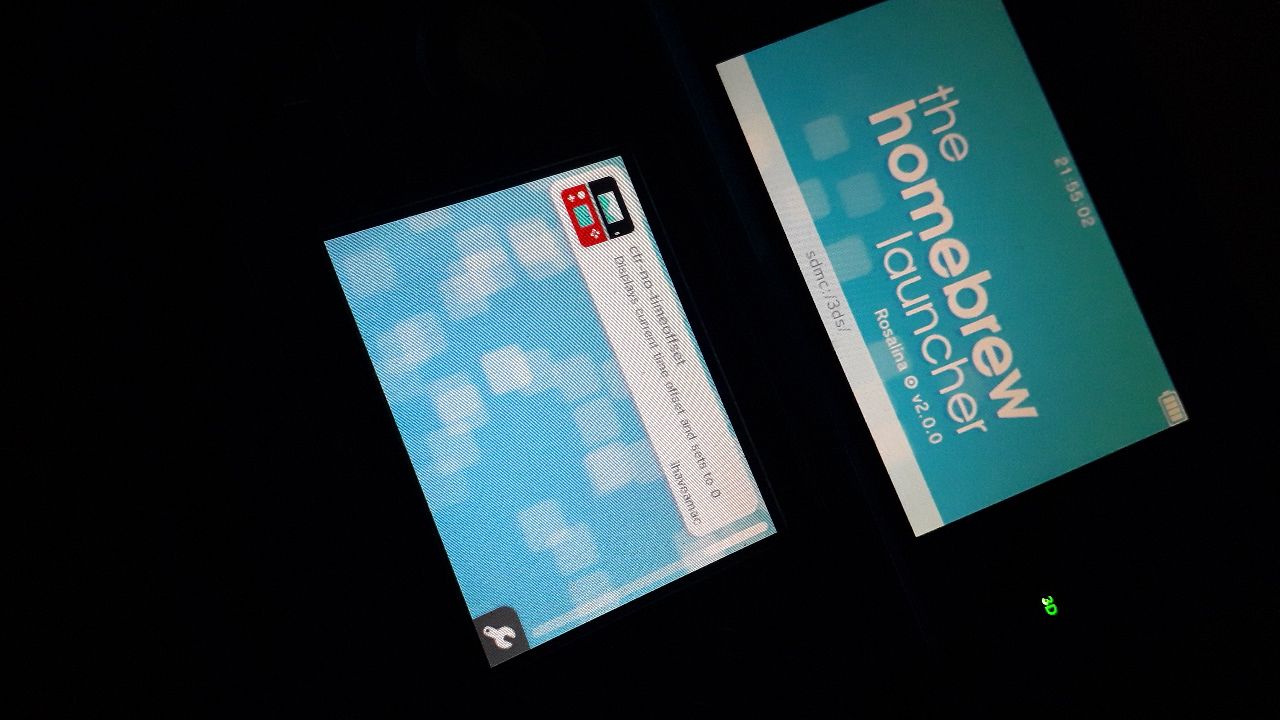 21:55:02
the
homebrew
launcher
Rosalina v2.0.0
sdmc:/3ds/
3D
ctr-no-timeoffset
Displays current time offset and sets to 0
ihaveamac